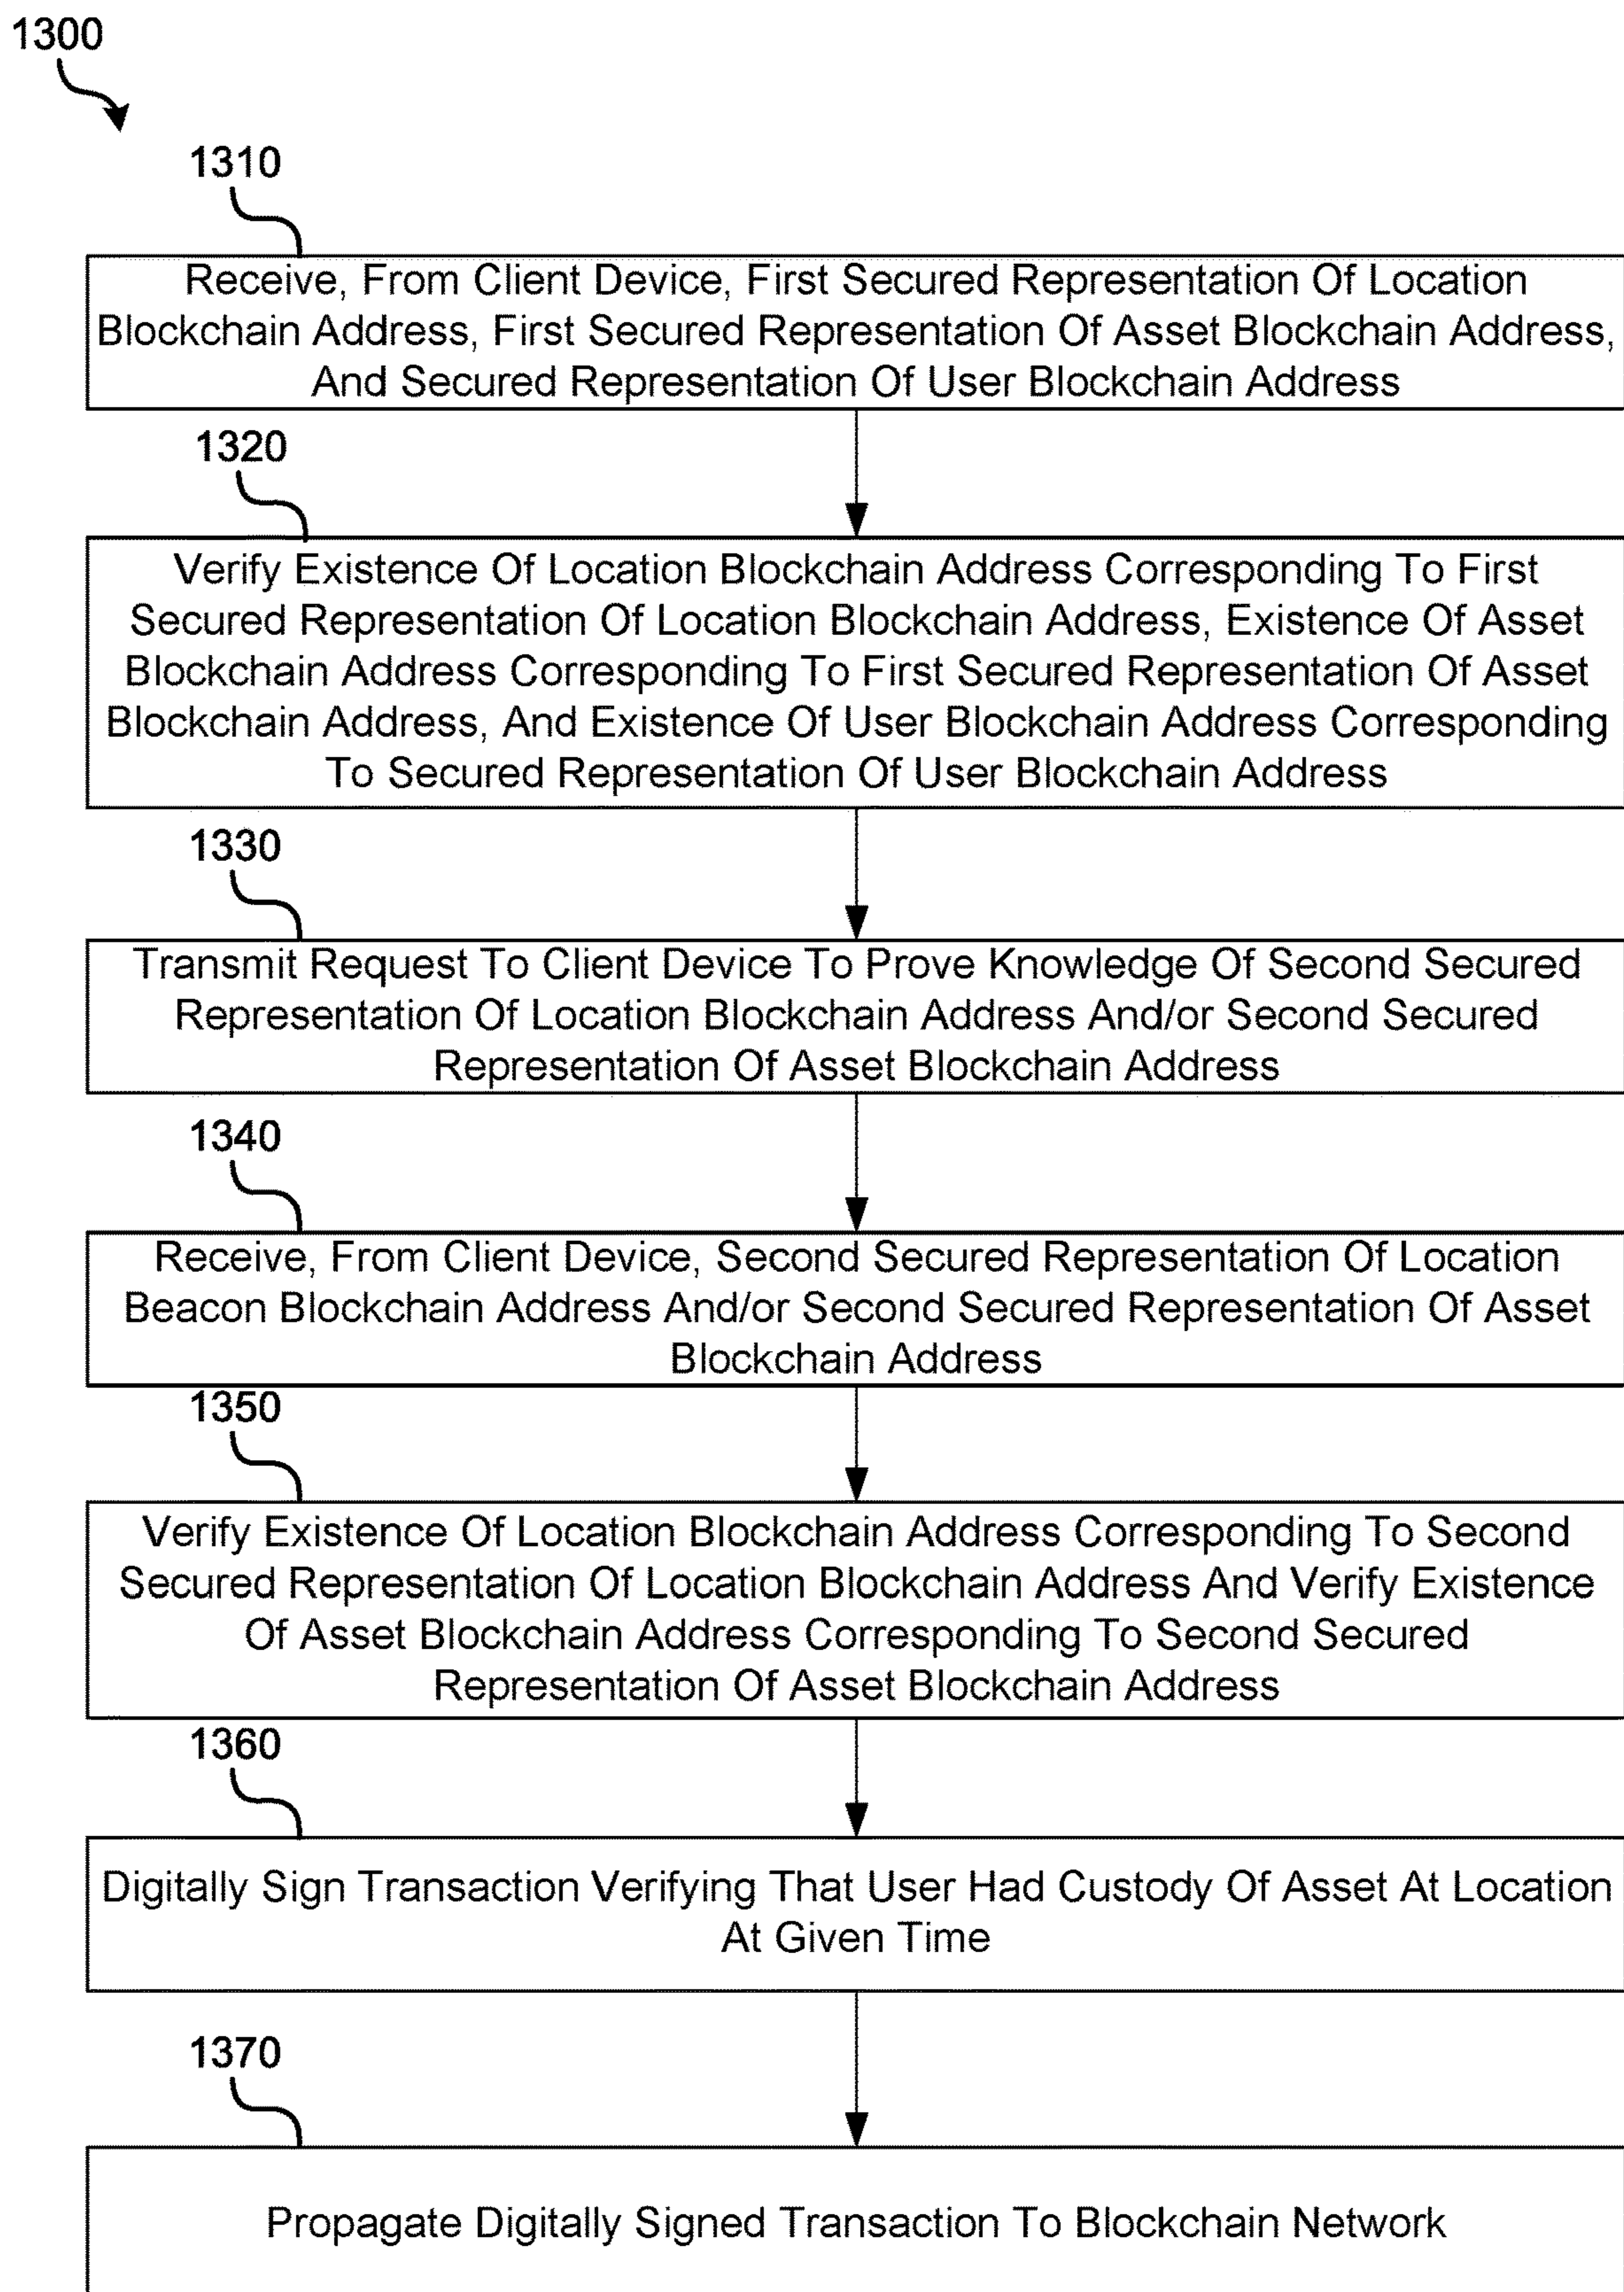 1300
1310
Receive, From Client Device, First Secured Representation Of Location
Blockchain Address, First Secured Representation Of Asset Blockchain Address,
And Secured Representation Of User Blockchain Address
1320
Verify Existence Of Location Blockchain Address Corresponding To First
Secured Representation Of Location Blockchain Address, Existence Of Asset
Blockchain Address Corresponding To First Secured Representation Of Asset
Blockchain Address, And Existence Of User Blockchain Address Corresponding
To Secured Representation Of User Blockchain Address
1330
Transmit Request To Client Device To Prove Knowledge Of Second Secured
Representation Of Location Blockchain Address And/or Second Secured
Representation Of Asset Blockchain Address
1340
Receive, From Client Device, Second Secured Representation Of Location
Beacon Blockchain Address And/or Second Secured Representation Of Asset
Blockchain Address
1350
Verify Existence Of Location Blockchain Address Corresponding To Second
Secured Representation Of Location Blockchain Address And Verify Existence
Of Asset Blockchain Address Corresponding To Second Secured
Representation Of Asset Blockchain Address
1360
Digitally Sign Transaction Verifying That User Had Custody Of Asset At Location
At Given Time
1370
Propagate Digitally Signed Transaction To Blockchain Network